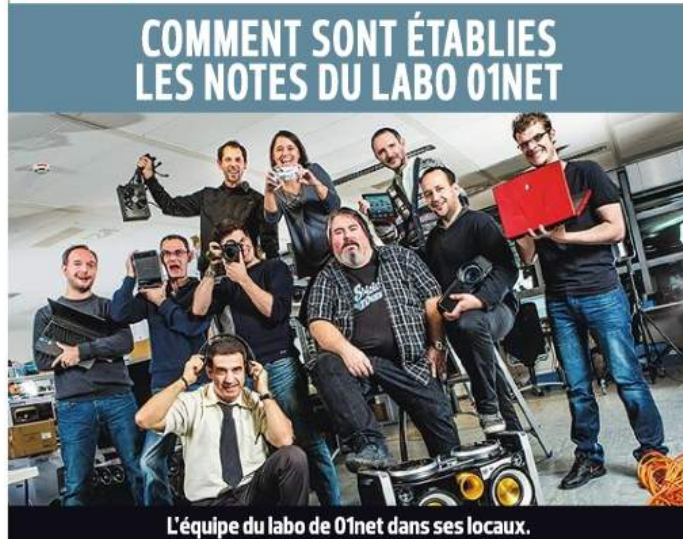 COMMENT SONT ÉTABLIES
LES NOTES DU LABO 01NET
L'équipe du labo de 01net dans ses locaux.